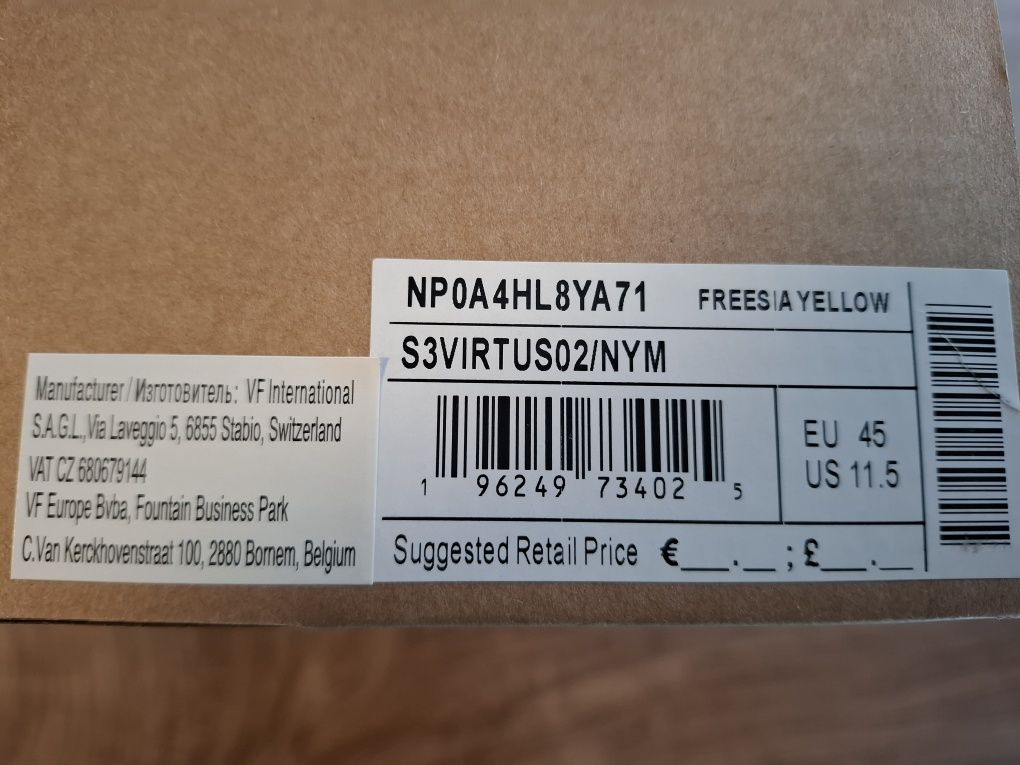 NP0A4HL8YA71 FREESIA YELLOW
S3VIRTUS02/NYM
1 96249 73402 5
EU 45
US 11.5
Suggested Retail Price €___.__ ; £___.__
Manufacturer / Изготовитель: VF International
S.A.G.L., Via Laveggio 5, 6855 Stabio, Switzerland
VAT CZ 680679144
VF Europe Bvba, Fountain Business Park
C.Van Kerckhovenstraat 100, 2880 Bornem, Belgium